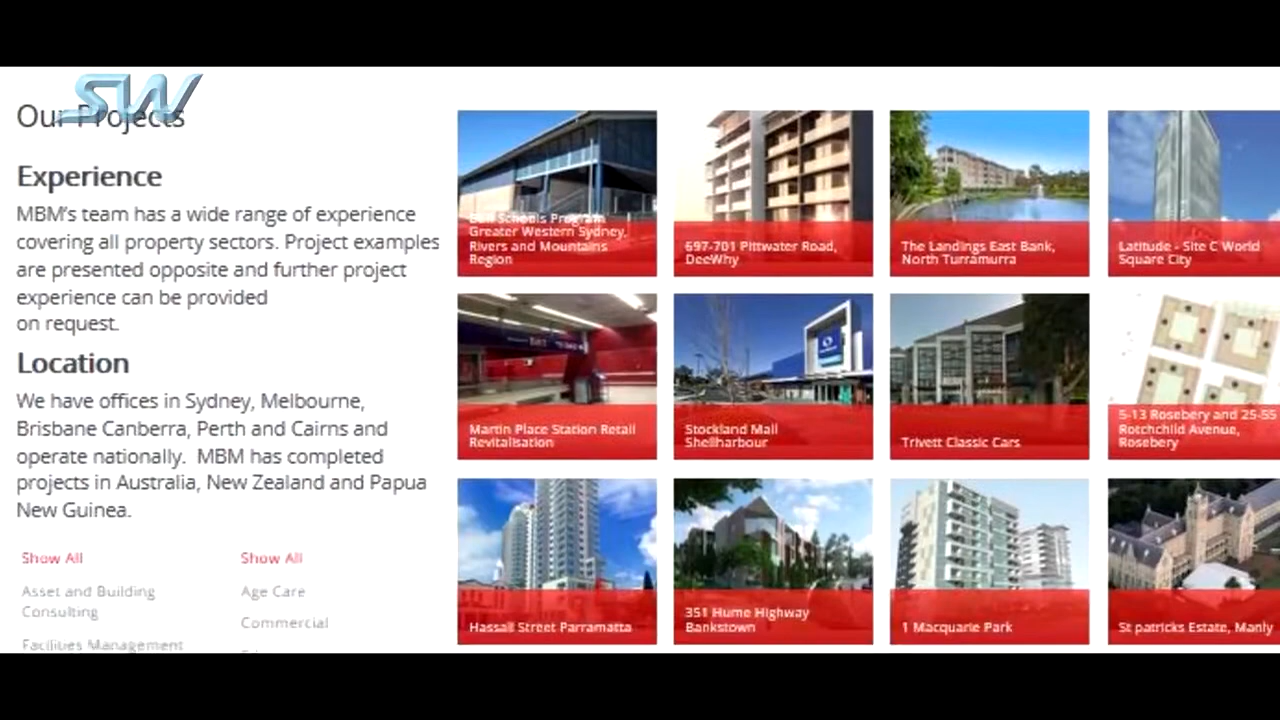 SW
Our Projects
Experience
MBM's team has a wide range of experience
covering all property sectors. Project examples
are presented opposite and further project
experience can be provided
on request.
Location
We have offices in Sydney, Melbourne,
Brisbane Canberra, Perth and Cairns and
operate nationally. MBM has completed
projects in Australia, New Zealand and Papua
New Guinea.
Show All
Asset and Building
Consulting
Facilities Management
Show All
Age Care
Commercial
Schools Program
Greater Western Sydney,
Rivers and Mountains
Region
697-701 Pittwater Road,
DeeWhy
The Landings East Bank,
North Turramurra
Latitude - Site C World
Square City
Martin Place Station Retail
Revitalisation
Stockland Mall
Shellharbour
Trivett Classic Cars
5-13 Rosebery and 25-55
Rotchchild Avenue,
Rosebery
Hassall Street Parramatta
351 Hume Highway
Bankstown
1 Macquarie Park
St patricks Estate, Manly